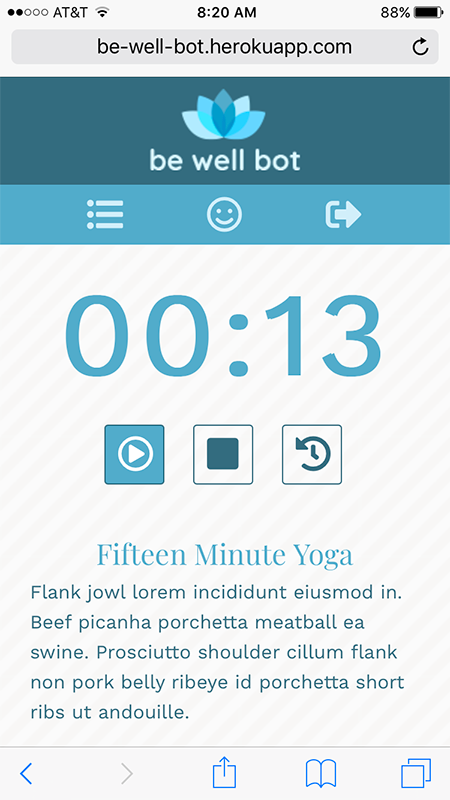 AT&T 8:20 AM 88%
be-well-bot.herokuapp.com
be well bot
00:13
Fifteen Minute Yoga
Flank jowl lorem incididunt eiusmod in.
Beef picanha porchetta meatball ea
swine. Prosciutto shoulder cillum flank
non pork belly ribeye id porchetta short
ribs ut andouille.